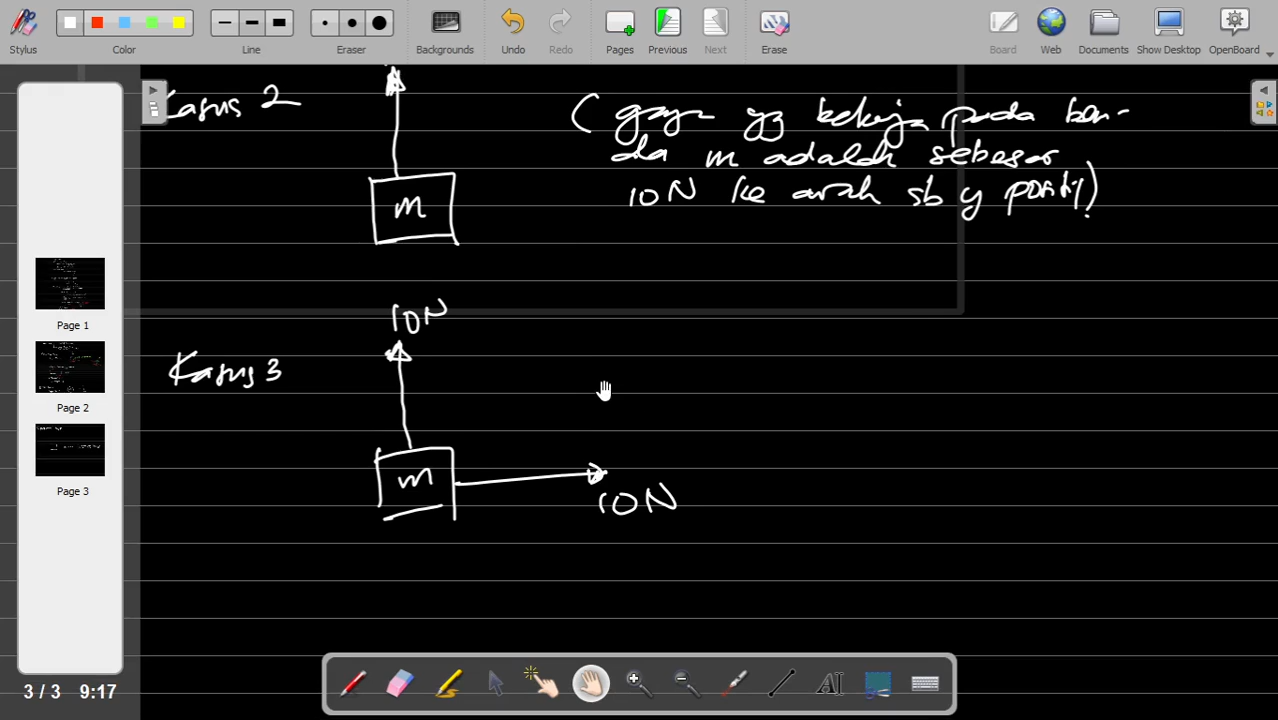 Stylus
Color
Line
Eraser
Backgrounds
Undo
Redo
Pages
Previous
Next
Erase
Board
Web
Documents
Show Desktop
OpenBoard
Kasus 2
m
( gaya yg bekerja pada ben-
da m adalah sebesar
10N ke arah sb y positif)
10N
Kasus 3
m
10N
Page 1
Page 2
Page 3
3 / 3 9:17
AI